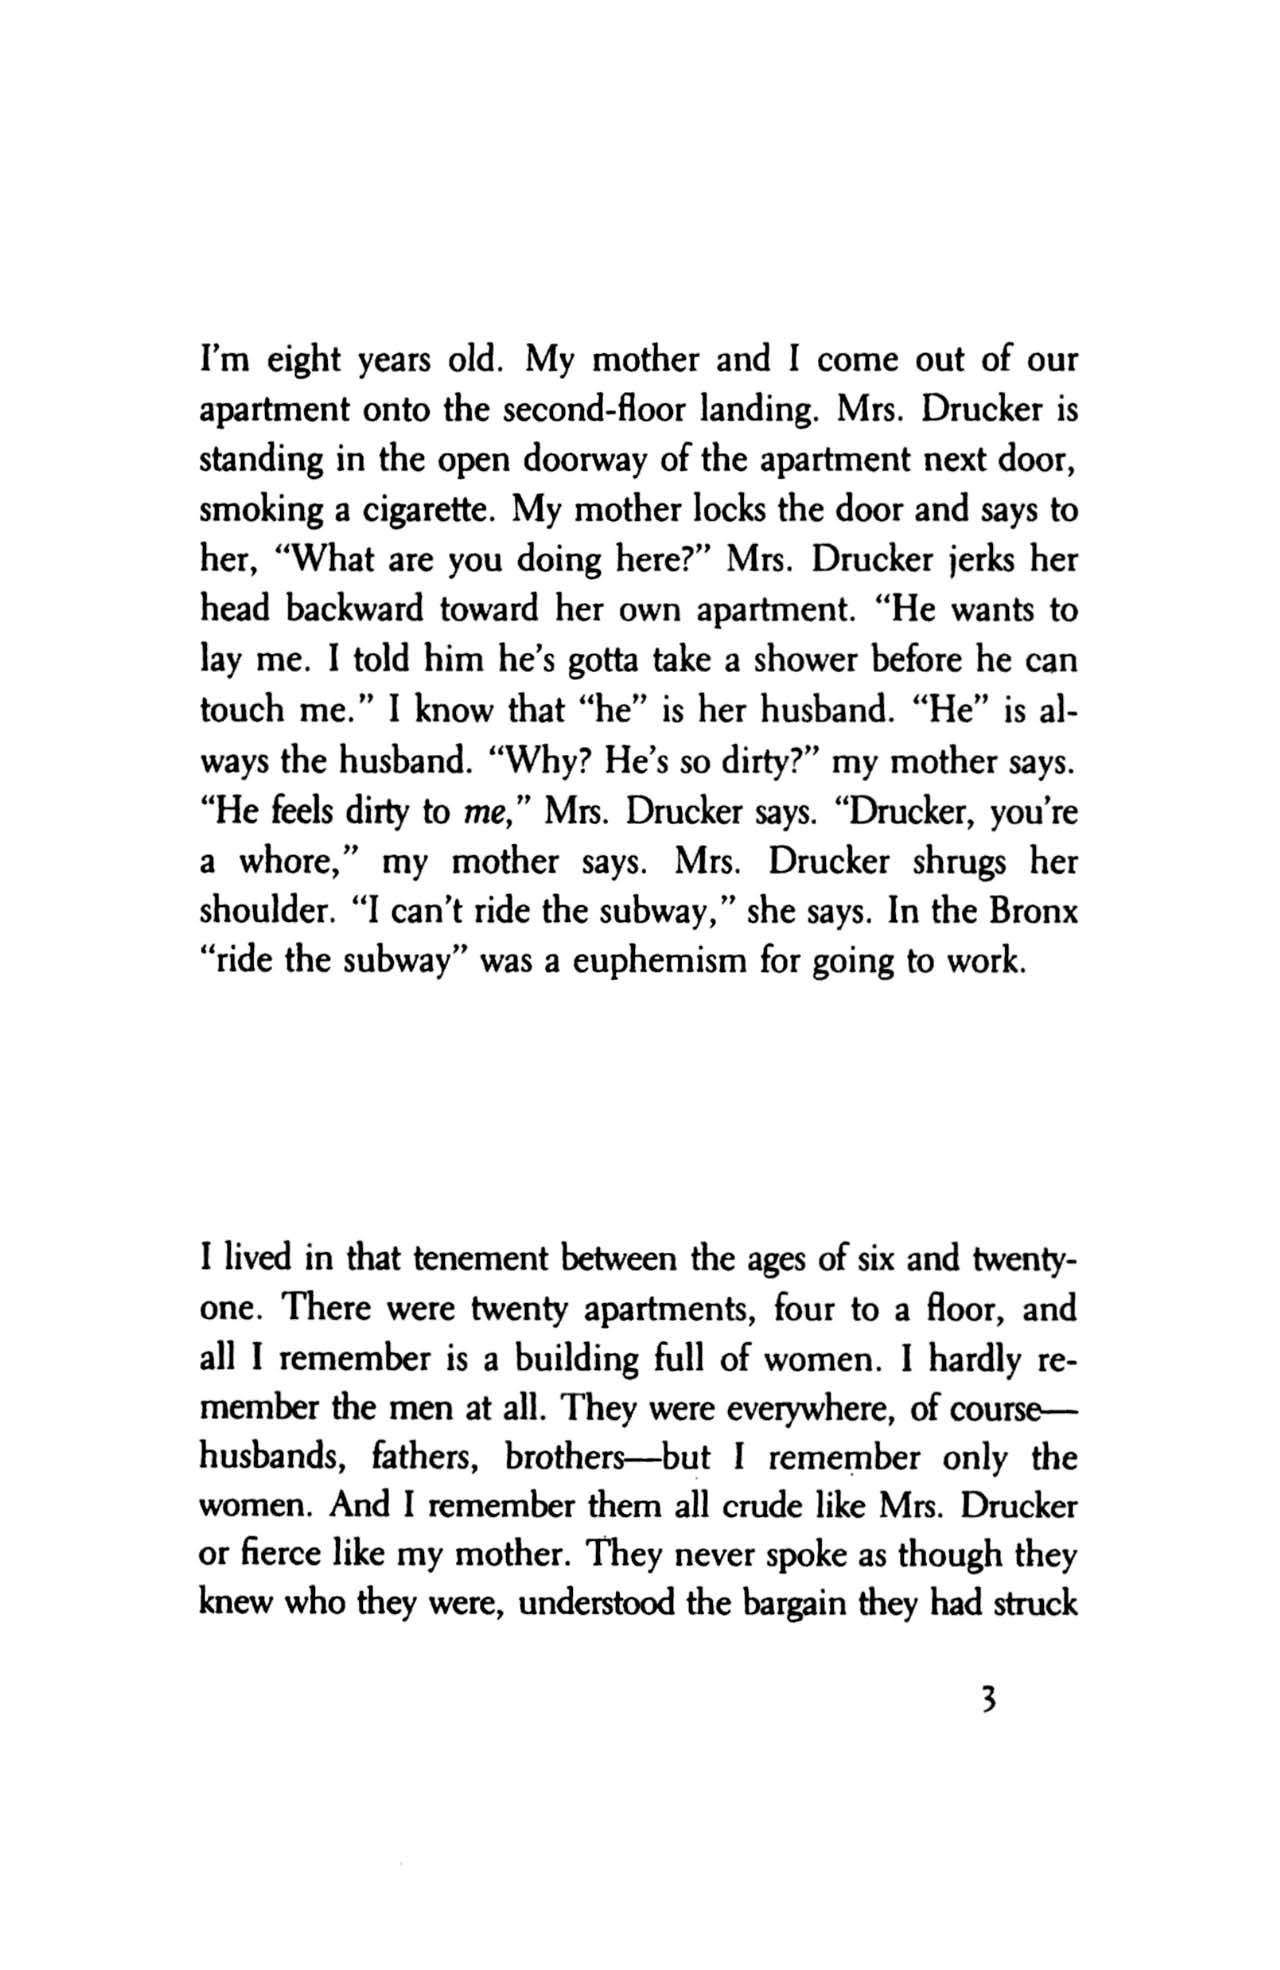 I'm eight years old. My mother and I come out of our
apartment onto the second-floor landing. Mrs. Drucker is
standing in the open doorway of the apartment next door,
smoking a cigarette. My mother locks the door and says to
her, “What are you doing here?” Mrs. Drucker jerks her
head backward toward her own apartment. “He wants to
lay me. I told him he’s gotta take a shower before he can
touch me.” I know that “he” is her husband. “He” is al-
ways the husband. “Why? He’s so dirty?” my mother says.
“He feels dirty to me,” Mrs. Drucker says. “Drucker, you’re
a whore,” my mother says. Mrs. Drucker shrugs her
shoulder. “I can’t ride the subway,” she says. In the Bronx
“ride the subway” was a euphemism for going to work.
I lived in that tenement between the ages of six and twenty-
one. There were twenty apartments, four to a floor, and
all I remember is a building full of women. I hardly re-
member the men at all. They were everywhere, of course—
husbands, fathers, brothers—but I remember only the
women. And I remember them all crude like Mrs. Drucker
or fierce like my mother. They never spoke as though they
knew who they were, understood the bargain they had struck
3